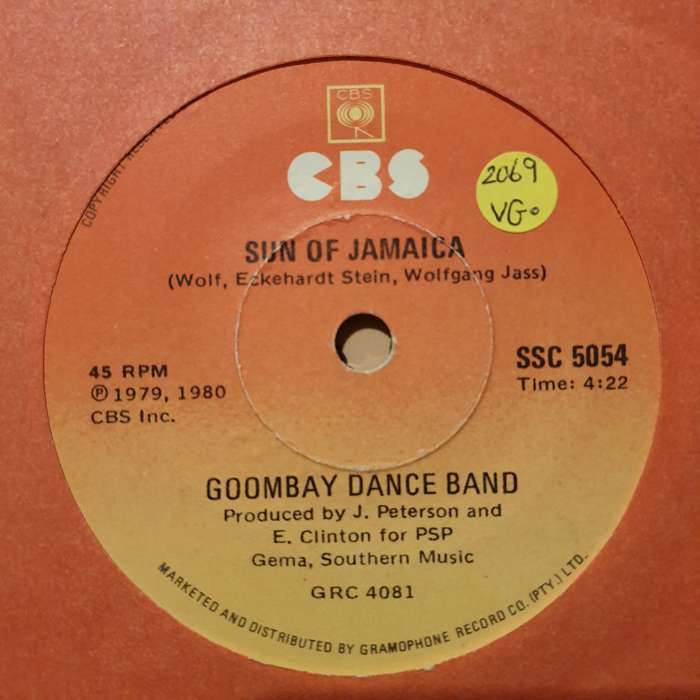 CBS
CBS
2069
VG.
COPYRIGHT RESERVED
SUN OF JAMAICA
(Wolf, Eckehardt Stein, Wolfgang Jass)
45 RPM
℗ 1979, 1980
CBS Inc.
SSC 5054
Time: 4:22
GOOMBAY DANCE BAND
Produced by J. Peterson and
E. Clinton for PSP
Gema, Southern Music
GRC 4081
MARKETED AND DISTRIBUTED BY GRAMOPHONE RECORD CO. (PTY.) LTD.